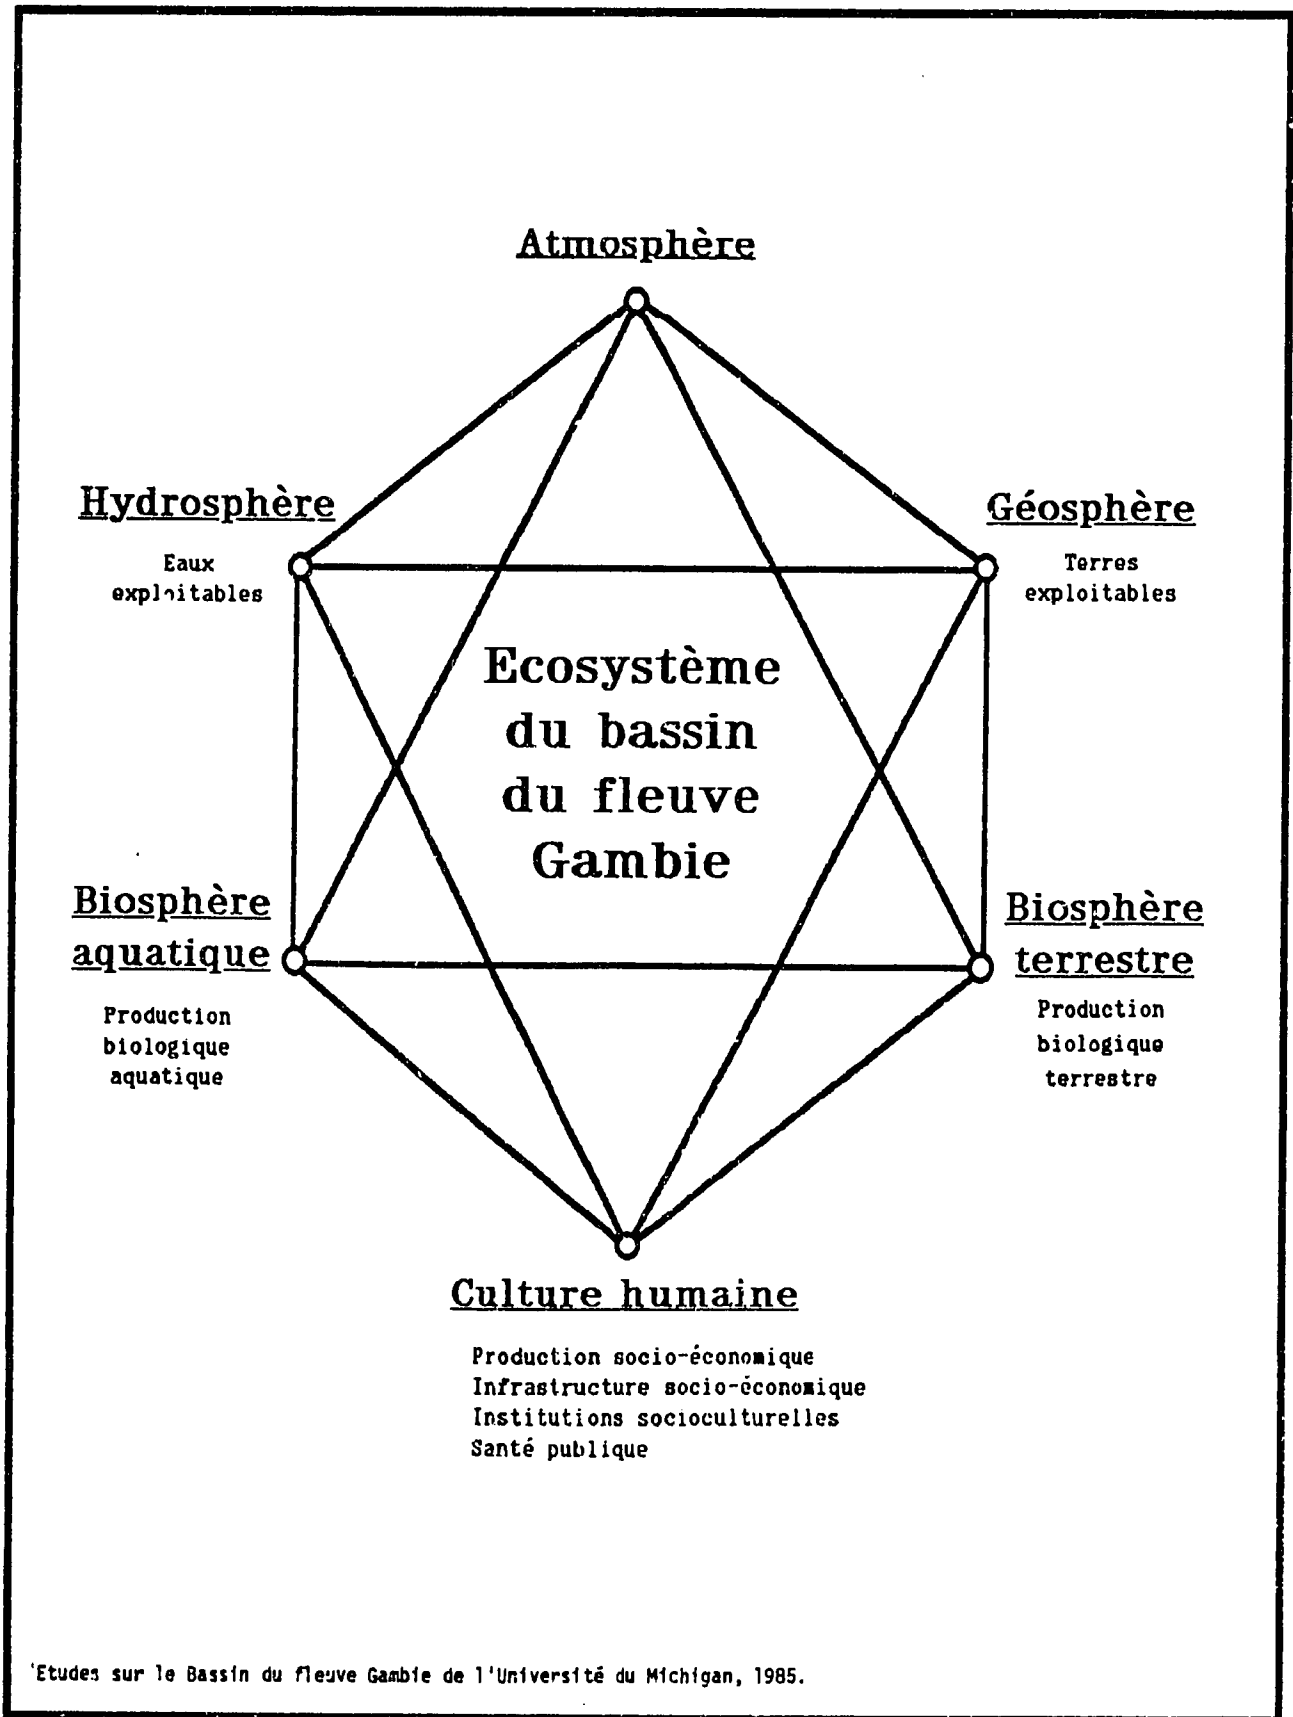 Atmosphère
Hydrosphère
Eaux
exploitables
Géosphère
Terres
exploitables
Ecosystème
du bassin
du fleuve
Gambie
Biosphère
aquatique
Production
biologique
aquatique
Biosphère
terrestre
Production
biologique
terrestre
Culture humaine
Production socio-économique
Infrastructure socio-économique
Institutions socioculturelles
Santé publique
Etudes sur le Bassin du fleuve Gambie de l'Université du Michigan, 1985.